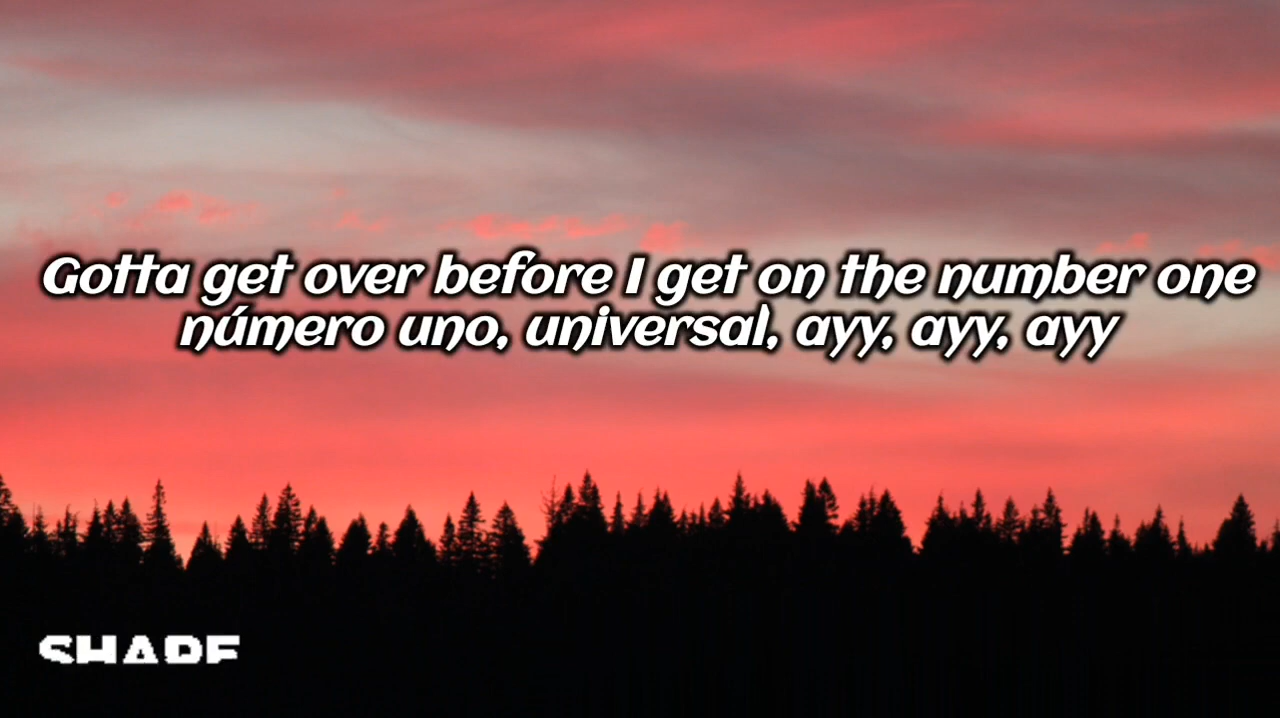 Gotta get over before I get on the number one
número uno, universal, ayy, ayy, ayy